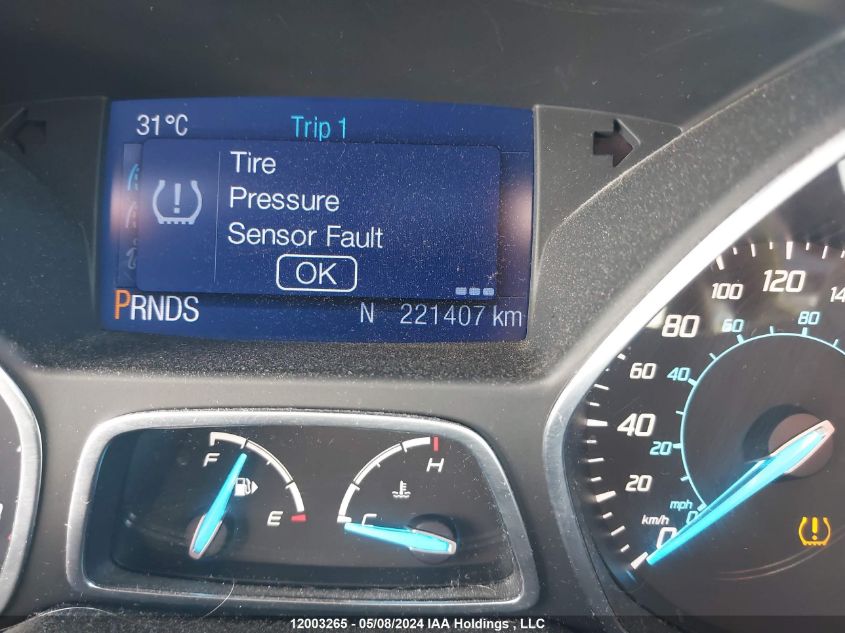 31°C Trip 1
Tire
Pressure
Sensor Fault
OK
PRNDS N 221407 km
F E
C H
100 120
80 60 80
60 40
40
20
20
mph
km/h 0 0
12003265 - 05/08/2024 IAA Holdings , LLC